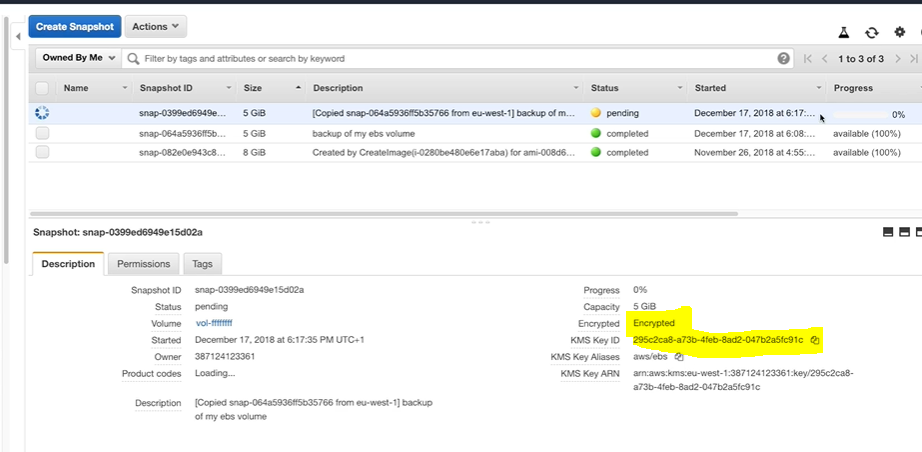 Create Snapshot Actions
Owned By Me Filter by tags and attributes or search by keyword 1 to 3 of 3
Name Snapshot ID Size Description Status Started Progress
snap-0399ed6949e... 5 GiB [Copied snap-064a5936ff5b35766 from eu-west-1] backup of m... pending December 17, 2018 at 6:17:... 0%
snap-064a5936ff5b... 5 GiB backup of my ebs volume completed December 17, 2018 at 6:08:... available (100%)
snap-082e0e943c8... 8 GiB Created by CreateImage(i-0280be480e6e17aba) for ami-008d6... completed November 26, 2018 at 4:55:... available (100%)
Snapshot: snap-0399ed6949e15d02a
Description Permissions Tags
Snapshot ID snap-0399ed6949e15d02a Progress 0%
Status pending Capacity 5 GiB
Volume vol-ffffffff Encrypted Encrypted
Started December 17, 2018 at 6:17:35 PM UTC+1 KMS Key ID 295c2ca8-a73b-4feb-8ad2-047b2a5fc91c
Owner 387124123361 KMS Key Aliases aws/ebs
Product codes Loading... KMS Key ARN arn:aws:kms:eu-west-1:387124123361:key/295c2ca8-
a73b-4feb-8ad2-047b2a5fc91c
Description [Copied snap-064a5936ff5b35766 from eu-west-1] backup
of my ebs volume